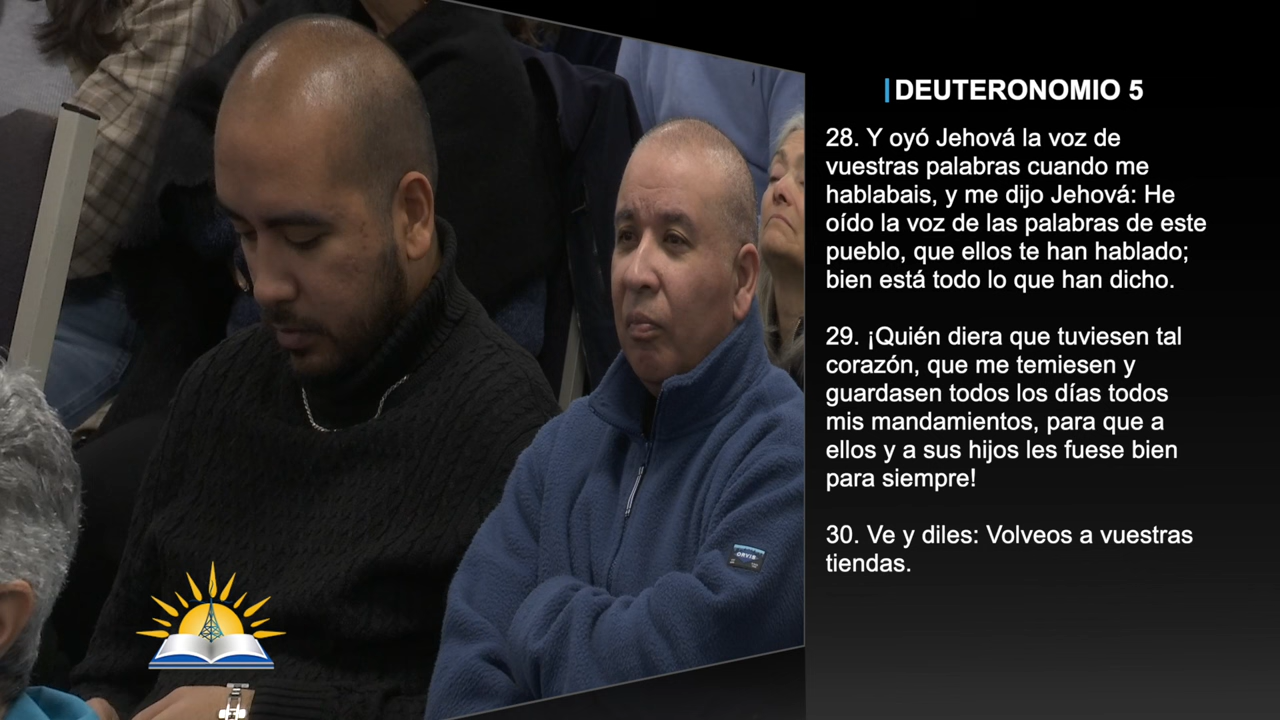 DEUTERONOMIO 5
28. Y oyó Jehová la voz de
vuestras palabras cuando me
hablabais, y me dijo Jehová: He
oído la voz de las palabras de este
pueblo, que ellos te han hablado;
bien está todo lo que han dicho.
29. ¡Quién diera que tuviesen tal
corazón, que me temiesen y
guardasen todos los días todos
mis mandamientos, para que a
ellos y a sus hijos les fuese bien
para siempre!
30. Ve y diles: Volveos a vuestras
tiendas.
ORVIS